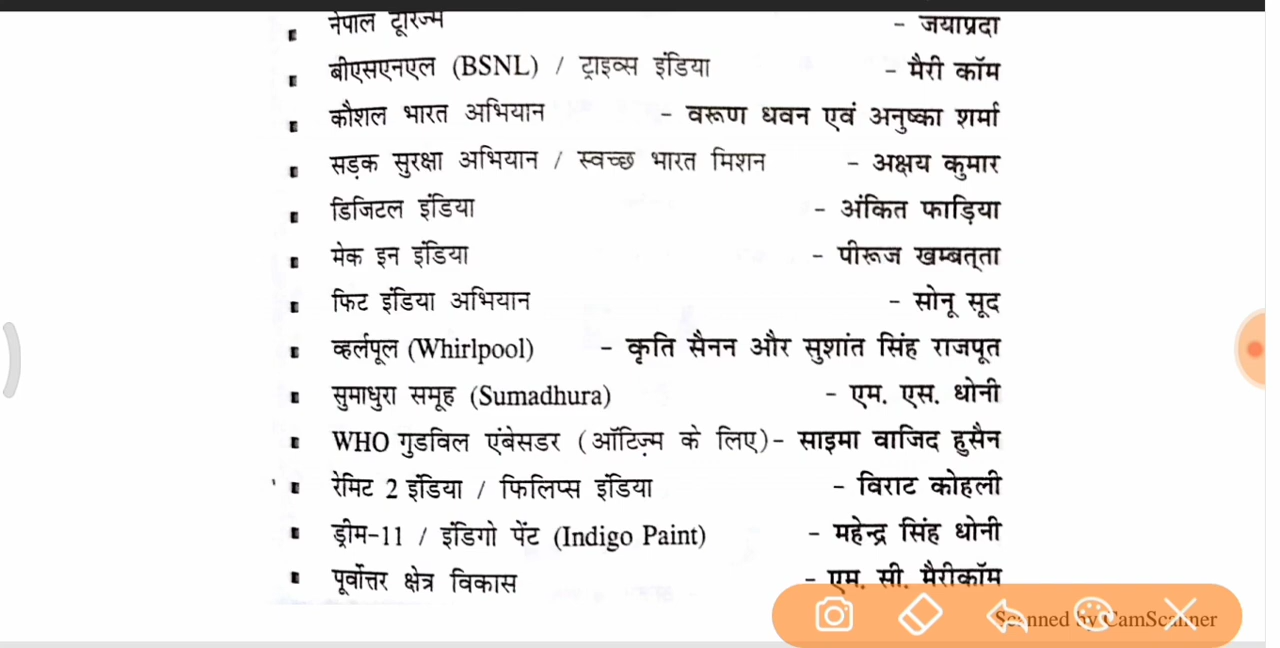 नेपाल टूरिज्म - जयाप्रदा
बीएसएनएल (BSNL) / ट्राइव्स इंडिया - मैरी कॉम
कौशल भारत अभियान - वरूण धवन एवं अनुष्का शर्मा
सड़क सुरक्षा अभियान / स्वच्छ भारत मिशन - अक्षय कुमार
डिजिटल इंडिया - अंकित फाड़िया
मेक इन इंडिया - पीरूज खम्बत्ता
फिट इंडिया अभियान - सोनू सूद
व्हर्लपूल (Whirlpool) - कृति सैनन और सुशांत सिंह राजपूत
सुमाधुरा समूह (Sumadhura) - एम. एस. धोनी
WHO गुडविल एंबेसडर (ऑटिज़्म के लिए)- साइमा वाजिद हुसैन
रेमिट 2 इंडिया / फिलिप्स इंडिया - विराट कोहली
ड्रीम-11 / इंडिगो पेंट (Indigo Paint) - महेन्द्र सिंह धोनी
पूर्वोत्तर क्षेत्र विकास - एम. सी. मैरीकॉम
Scanned by CamScanner